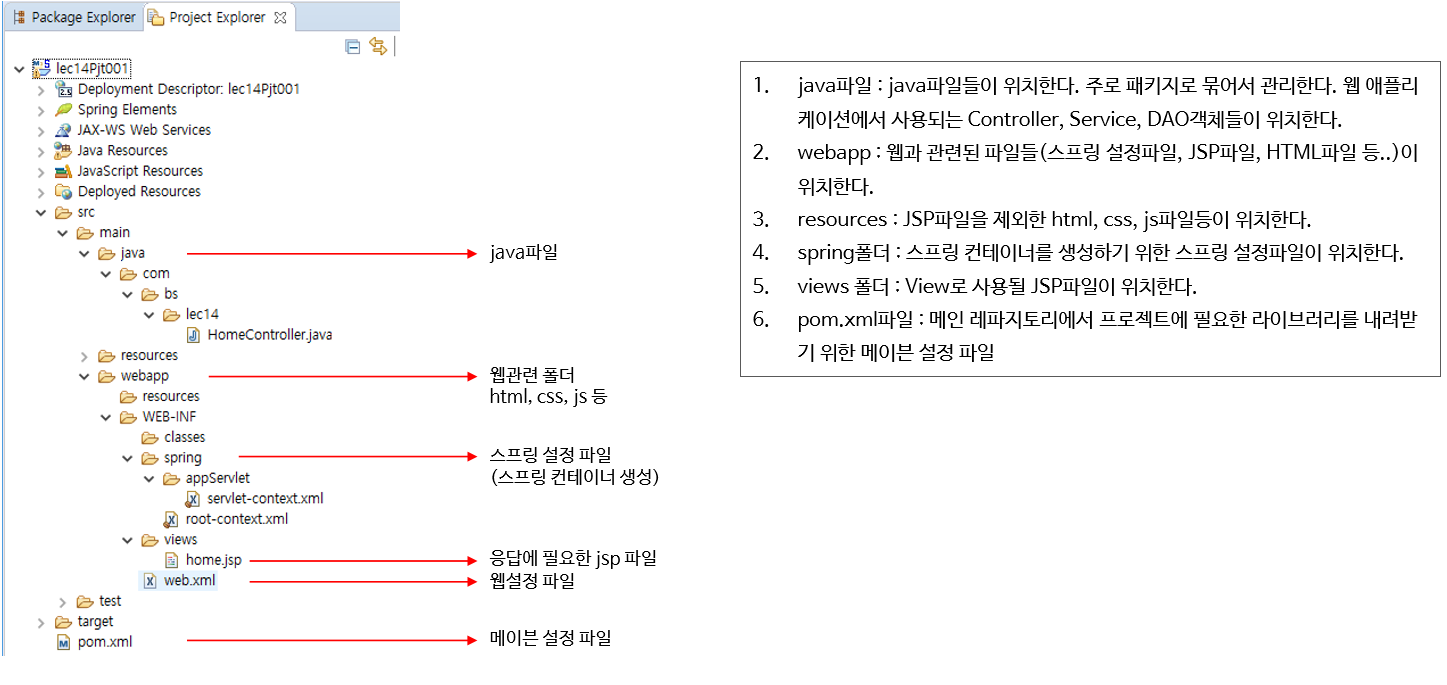 Package Explorer
Project Explorer
lec14Pjt001
Deployment Descriptor: lec14Pjt001
Spring Elements
JAX-WS Web Services
Java Resources
JavaScript Resources
Deployed Resources
src
main
java
java파일
com
bs
lec14
HomeController.java
resources
webapp
웹관련 폴더
html, css, js 등
resources
WEB-INF
classes
spring
스프링 설정 파일
(스프링 컨테이너 생성)
appServlet
servlet-context.xml
root-context.xml
views
home.jsp
응답에 필요한 jsp 파일
web.xml
웹설정 파일
test
target
pom.xml
메이븐 설정 파일
1. java파일 : java파일들이 위치한다. 주로 패키지로 묶어서 관리한다. 웹 애플리
케이션에서 사용되는 Controller, Service, DAO객체들이 위치한다.
2. webapp : 웹과 관련된 파일들(스프링 설정파일, JSP파일, HTML파일 등..)이
위치한다.
3. resources : JSP파일을 제외한 html, css, js파일등이 위치한다.
4. spring폴더 : 스프링 컨테이너를 생성하기 위한 스프링 설정파일이 위치한다.
5. views 폴더 : View로 사용될 JSP파일이 위치한다.
6. pom.xml파일 : 메인 레파지토리에서 프로젝트에 필요한 라이브러리를 내려받
기 위한 메이븐 설정 파일